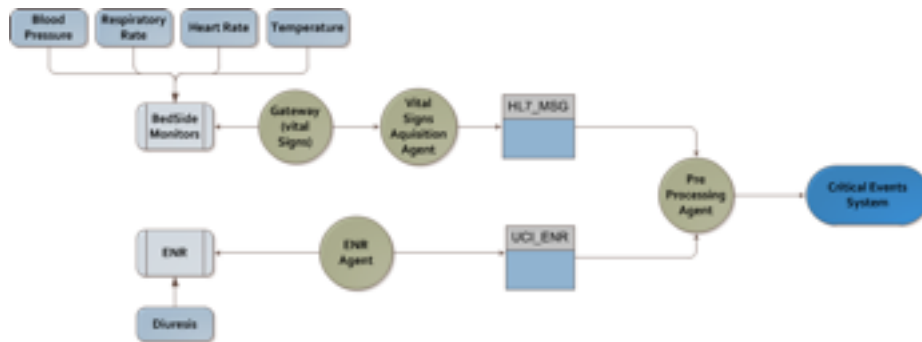 Blood
Pressure
Respiratory
Rate
Heart Rate
Temperature
BedSide
Monitors
Gateway
(vital
Signs)
Vital
Signs
Aquisition
Agent
HL7_MSG
Pre
Processing
Agent
Critical Events
System
ENR
ENR
Agent
UCI_ENR
Diuresis